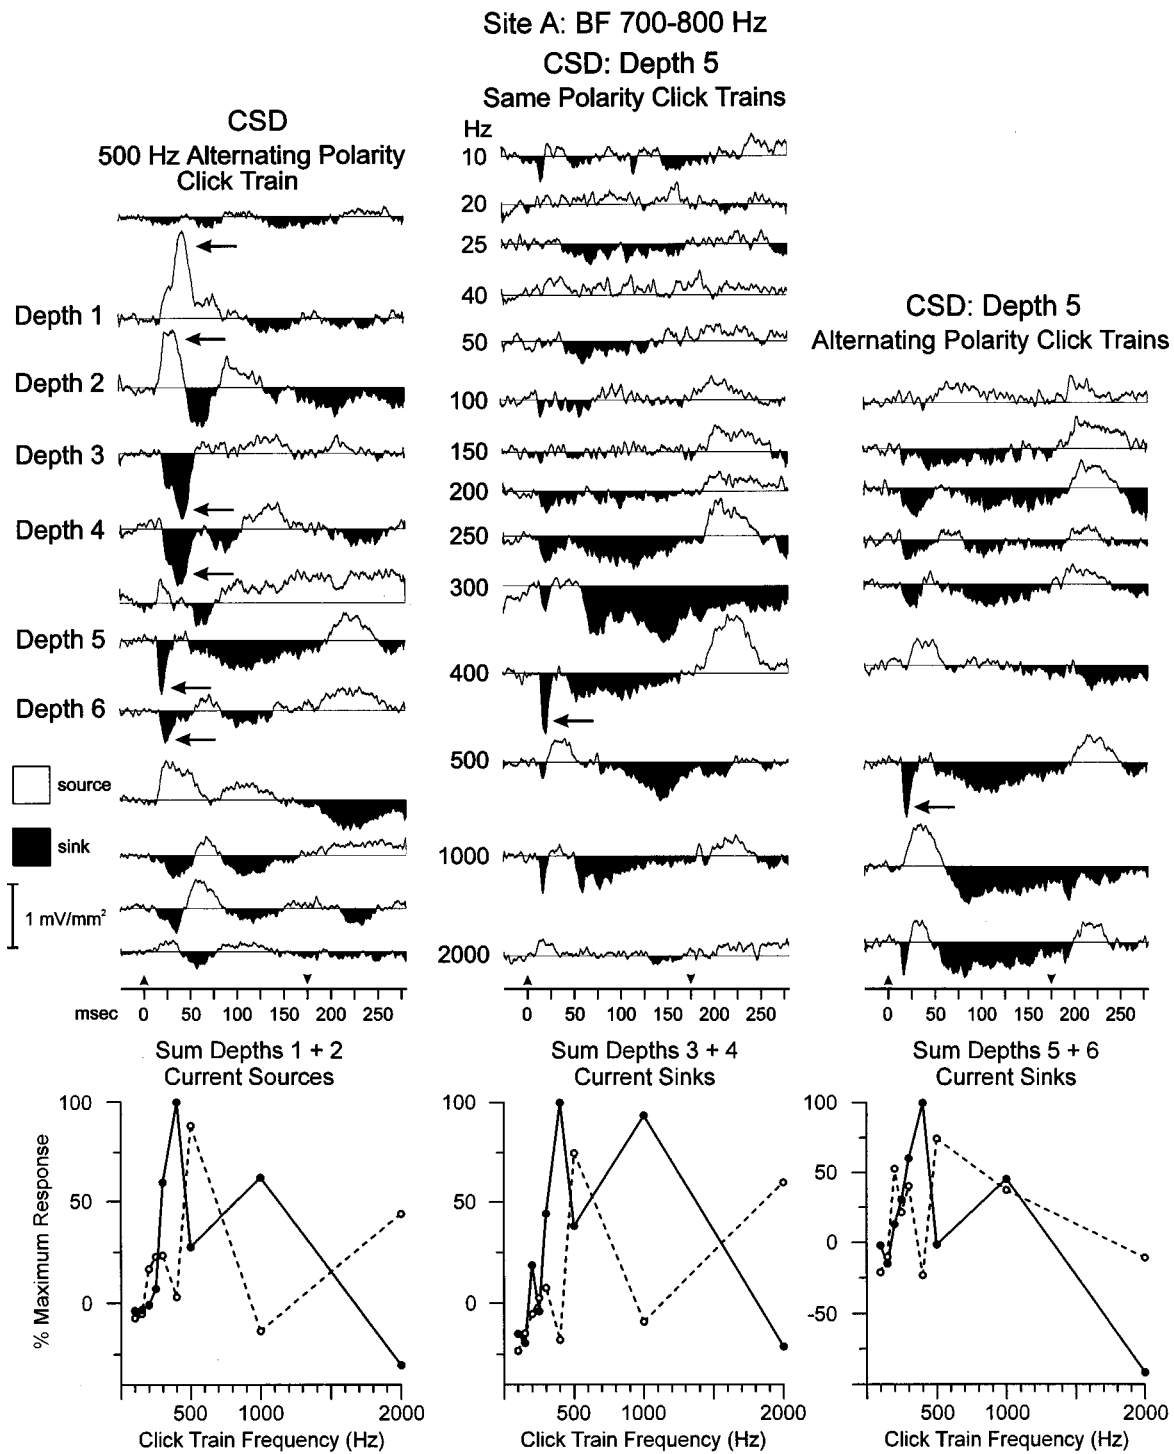 Site A: BF 700-800 Hz
CSD: Depth 5
Same Polarity Click Trains
CSD
500 Hz Alternating Polarity
Click Train
Depth 1
Depth 2
Depth 3
Depth 4
Depth 5
Depth 6
source
sink
1 mV/mm²
msec 0 50 100 150 200 250
Hz
10
20
25
40
50
100
150
200
250
300
400
500
1000
2000
0 50 100 150 200 250
CSD: Depth 5
Alternating Polarity Click Trains
0 50 100 150 200 250
Sum Depths 1 + 2
Current Sources
% Maximum Response
100
50
0
500 1000 2000
Click Train Frequency (Hz)
Sum Depths 3 + 4
Current Sinks
100
50
0
500 1000 2000
Click Train Frequency (Hz)
Sum Depths 5 + 6
Current Sinks
100
50
0
-50
500 1000 2000
Click Train Frequency (Hz)